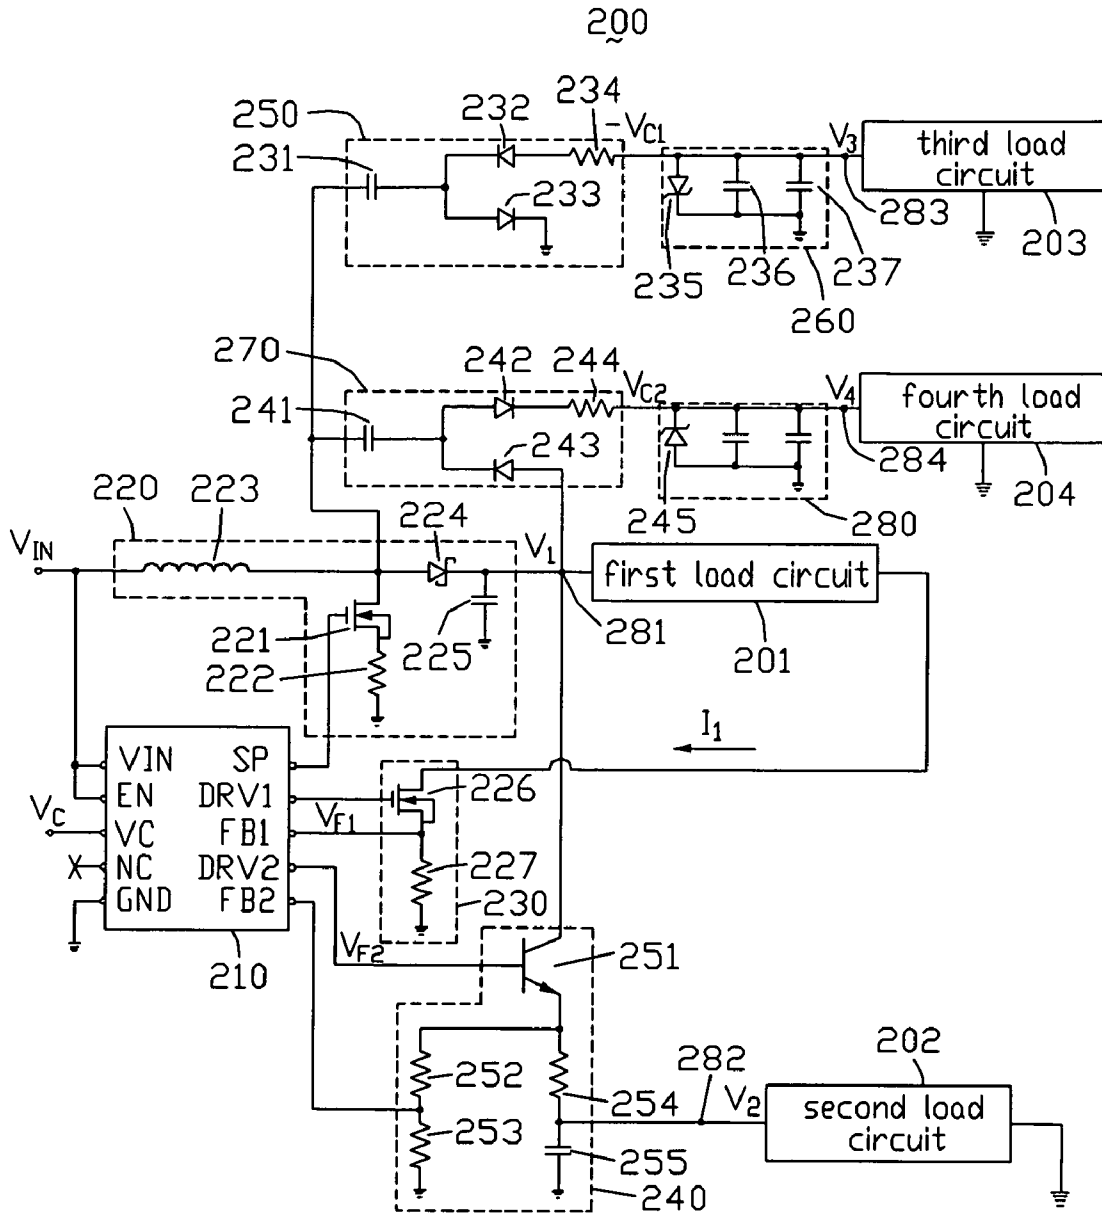 200
250
232
234
-VC1
V3
third load
circuit
231
233
283
203
235
236
237
260
270
242
244
VC2
V4
fourth load
circuit
241
243
284
204
245
280
220
223
224
VIN
V1
first load circuit
281
201
221
222
225
I1
VIN
SP
EN
DRV1
VC
VC
FB1
NC
DRV2
GND
FB2
VF1
226
227
230
210
VF2
251
252
253
254
255
240
282
V2
202
second load
circuit